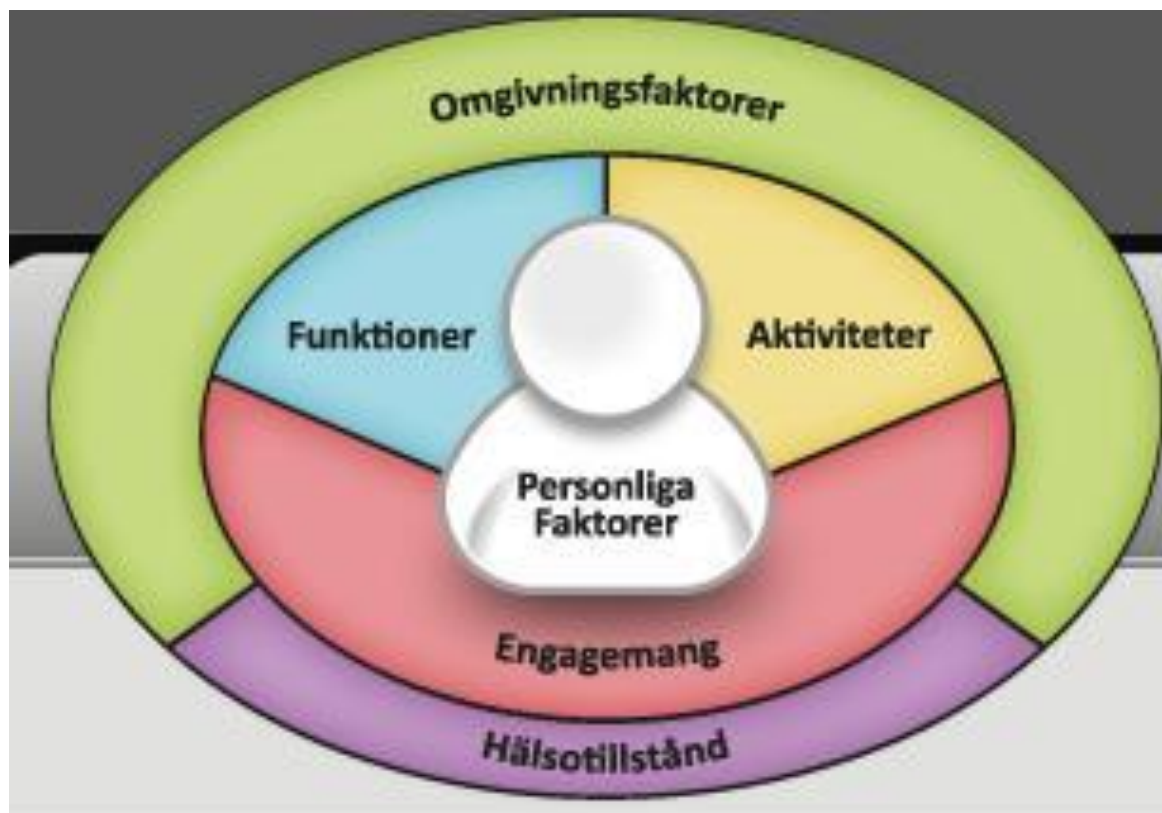 Omgivningsfaktorer
Funktioner
Aktiviteter
Personliga
Faktorer
Engagemang
Hälsotillstånd